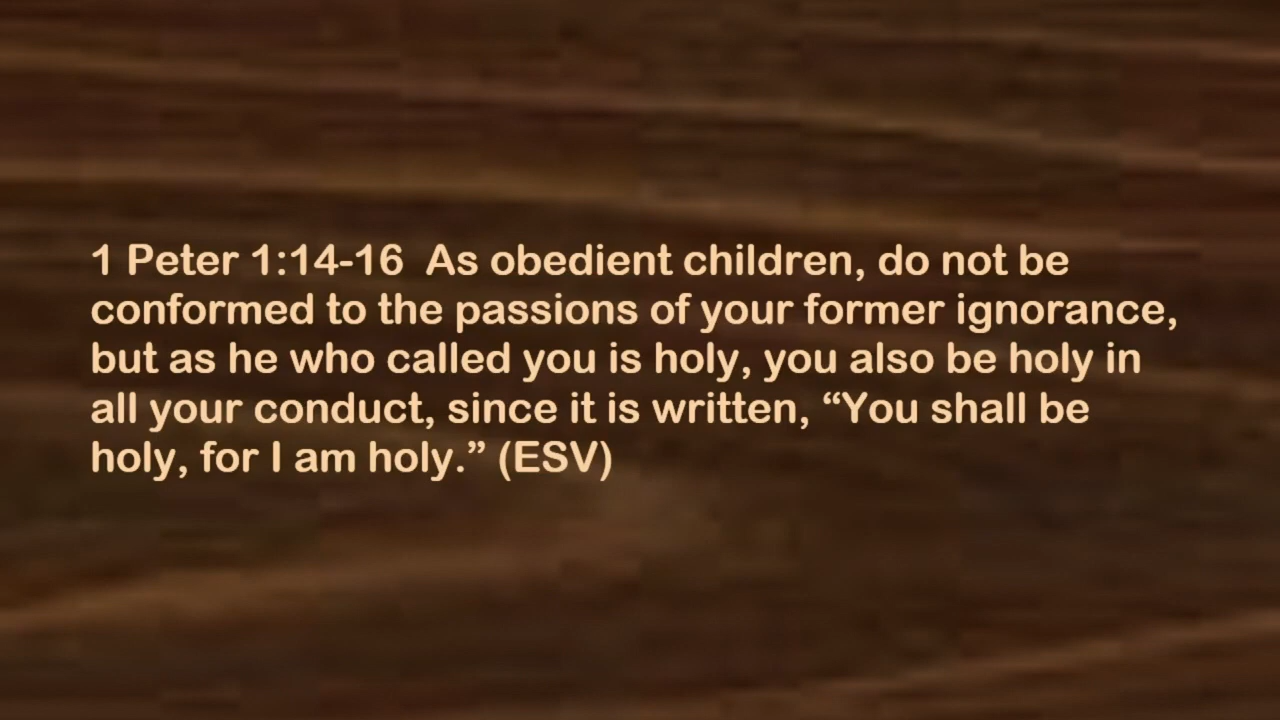 1 Peter 1:14-16  As obedient children, do not be
conformed to the passions of your former ignorance,
but as he who called you is holy, you also be holy in
all your conduct, since it is written, “You shall be
holy, for I am holy.” (ESV)